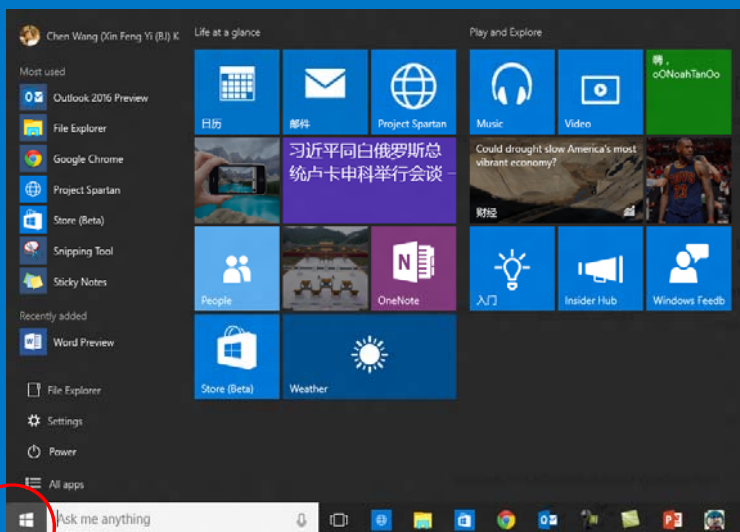 Chen Wang (Xin Feng Yi (BJ) K
Most used
Outlook 2016 Preview
File Explorer
Google Chrome
Project Spartan
Store (Beta)
Snipping Tool
Sticky Notes
Recently added
Word Preview
File Explorer
Settings
Power
All apps
Life at a glance
日历
邮件
Project Spartan
习近平同白俄罗斯总
统卢卡申科举行会谈 –
People
OneNote
Store (Beta)
Weather
Play and Explore
Music
Video
嗨，
oONoahTanOo
Could drought slow America's most
vibrant economy?
财经
入门
Insider Hub
Windows Feedb
Ask me anything